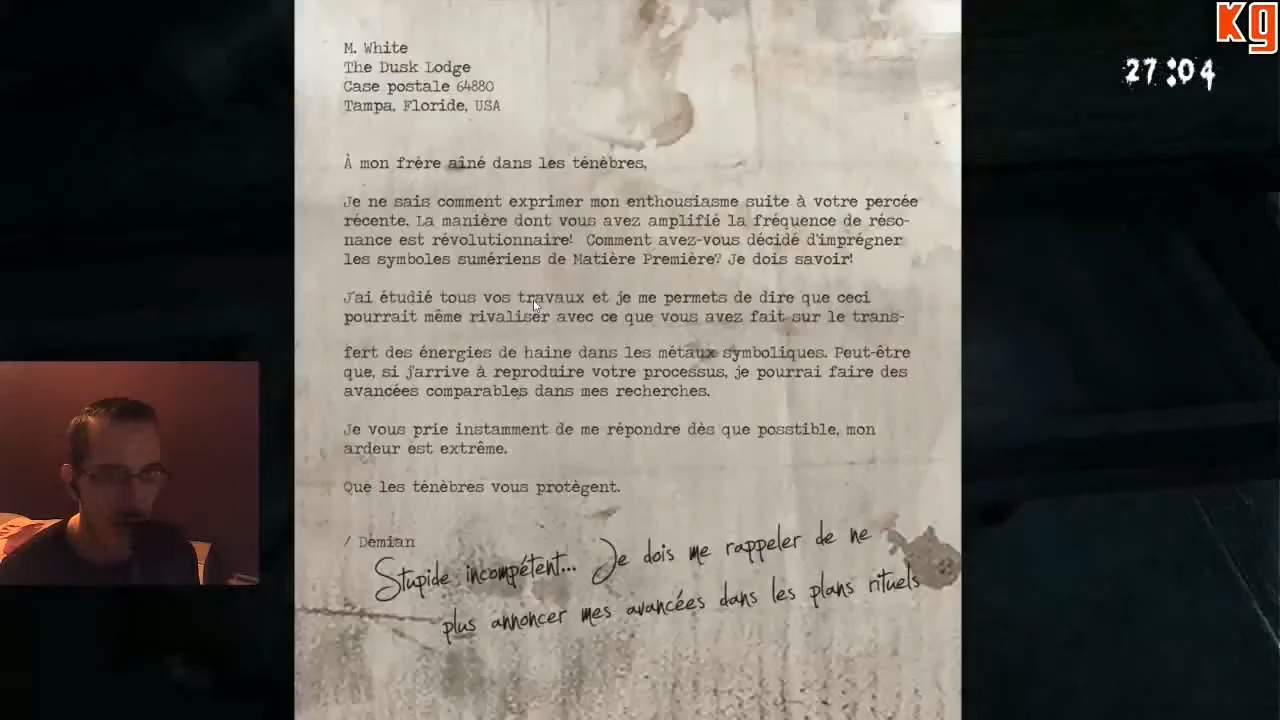 Kg
27:04
M. White
The Dusk Lodge
Case postale 64880
Tampa, Floride, USA
À mon frère aîné dans les ténèbres,
Je ne sais comment exprimer mon enthousiasme suite à votre percée
récente. La manière dont vous avez amplifié la fréquence de réso-
nance est révolutionnaire! Comment avez-vous décidé d'imprégner
les symboles sumériens de Matière Première? Je dois savoir!
J'ai étudié tous vos travaux et je me permets de dire que ceci
pourrait même rivaliser avec ce que vous avez fait sur le trans-
fert des énergies de haine dans les métaux symboliques. Peut-être
que, si j'arrive à reproduire votre processus, je pourrai faire des
avancées comparables dans mes recherches.
Je vous prie instamment de me répondre dès que posstible, mon
ardeur est extrême.
Que les ténèbres vous protègent.
/ Demian
Stupide incompétent... Je dois me rappeler de ne
plus annoncer mes avancées dans les plans rituels